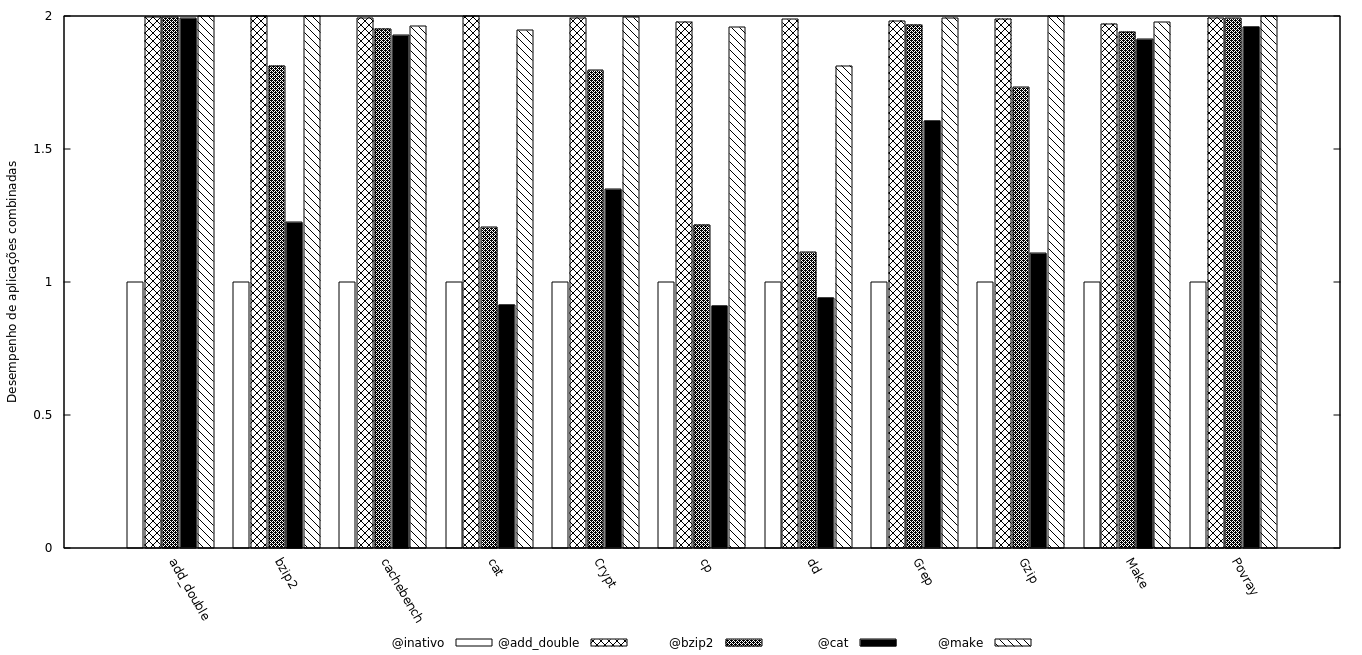 Desempenho de aplicações combinadas
2
1.5
1
0.5
0
add_double
bzip2
cachebench
cat
Crypt
cp
dd
Grep
Gzip
Make
Povray
@inativo @add_double @bzip2 @cat @make